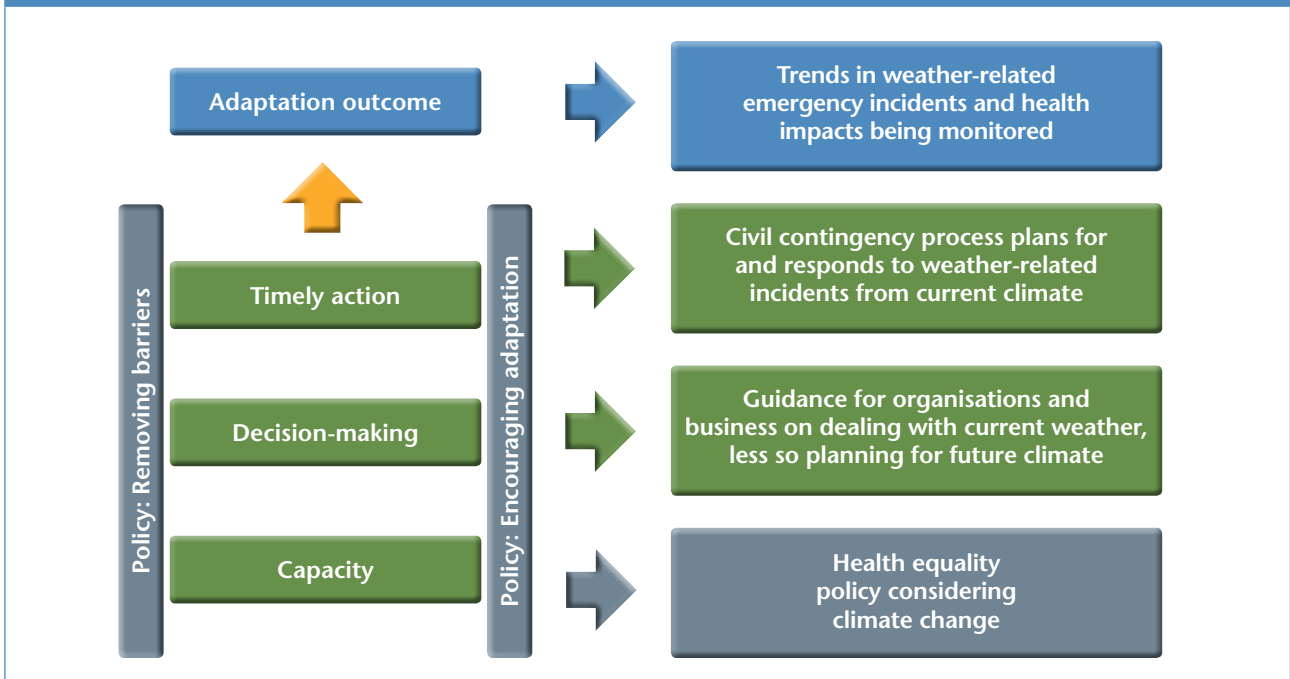 Adaptation outcome
Trends in weather-related
emergency incidents and health
impacts being monitored
Policy: Removing barriers
Timely action
Decision-making
Capacity
Policy: Encouraging adaptation
Civil contingency process plans for
and responds to weather-related
incidents from current climate
Guidance for organisations and
business on dealing with current weather,
less so planning for future climate
Health equality
policy considering
climate change